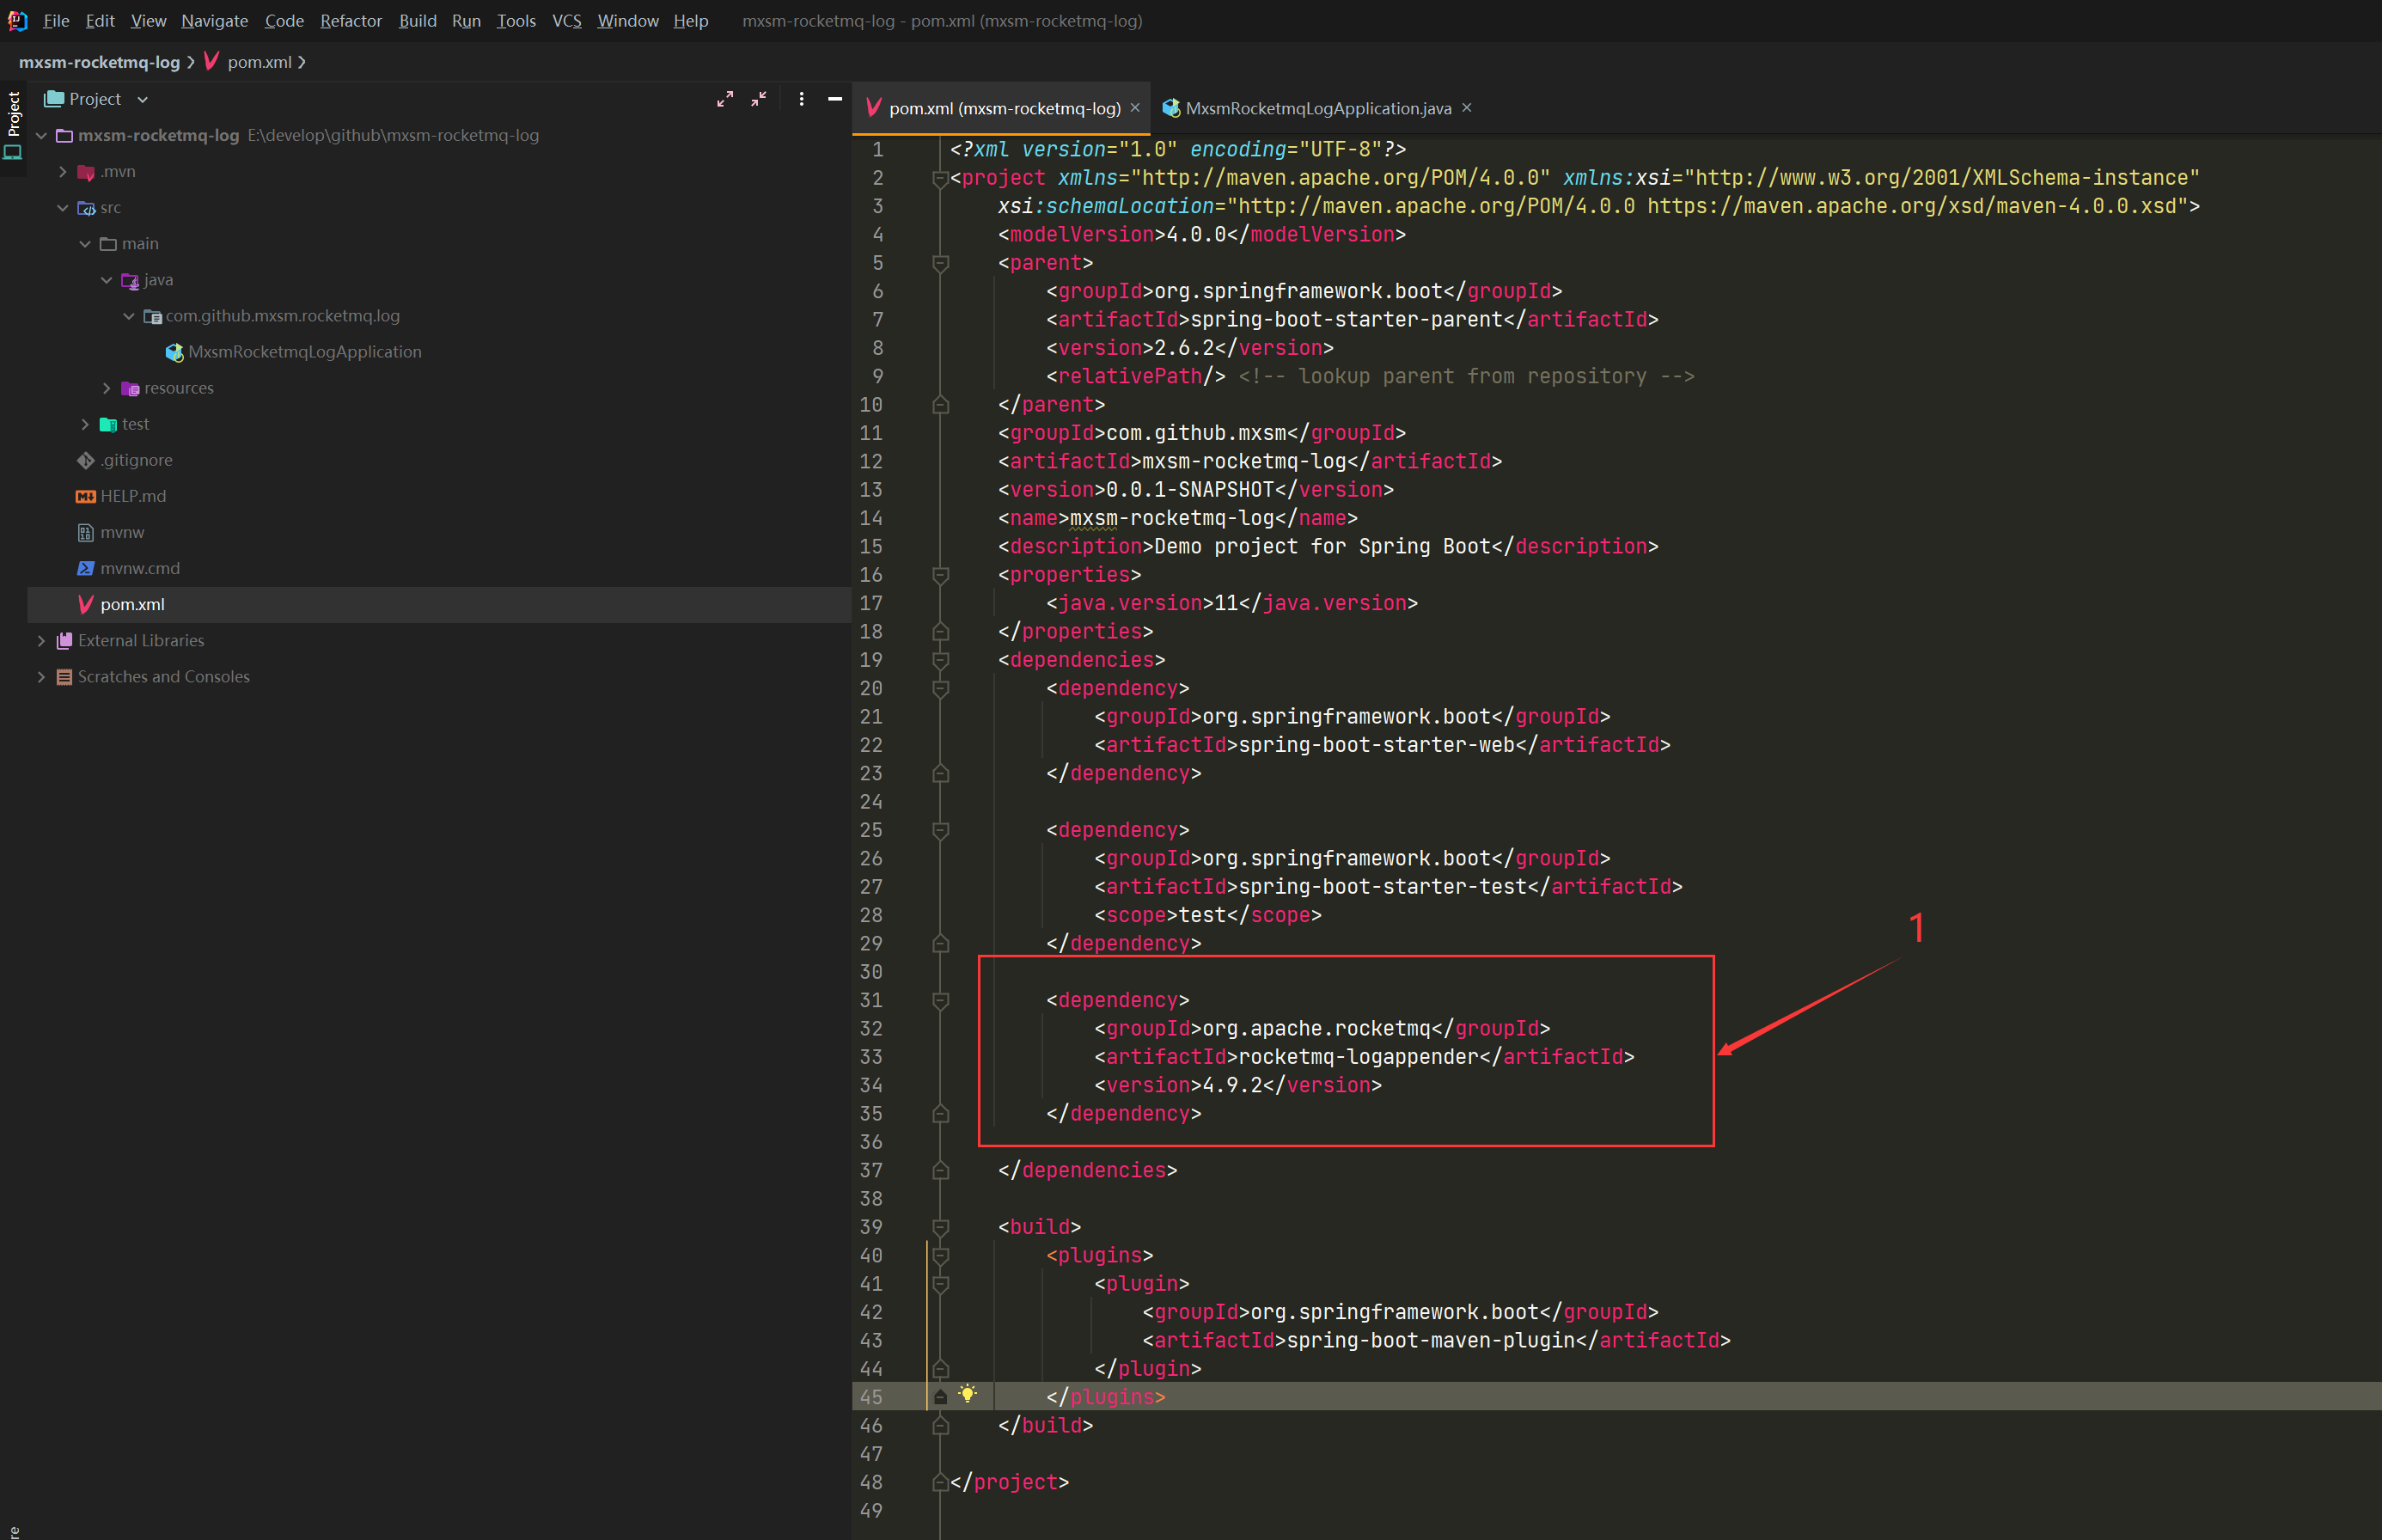 File Edit View Navigate Code Refactor Build Run Tools VCS Window Help mxsm-rocketmq-log - pom.xml (mxsm-rocketmq-log)
mxsm-rocketmq-log pom.xml
Project
Project
mxsm-rocketmq-log E:\develop\github\mxsm-rocketmq-log
.mvn
src
main
java
com.github.mxsm.rocketmq.log
MxsmRocketmqLogApplication
resources
test
.gitignore
HELP.md
mvnw
mvnw.cmd
pom.xml
External Libraries
Scratches and Consoles
pom.xml (mxsm-rocketmq-log) MxsmRocketmqLogApplication.java
1 <?xml version="1.0" encoding="UTF-8"?>
2 <project xmlns="http://maven.apache.org/POM/4.0.0" xmlns:xsi="http://www.w3.org/2001/XMLSchema-instance"
3 xsi:schemaLocation="http://maven.apache.org/POM/4.0.0 https://maven.apache.org/xsd/maven-4.0.0.xsd">
4 <modelVersion>4.0.0</modelVersion>
5 <parent>
6 <groupId>org.springframework.boot</groupId>
7 <artifactId>spring-boot-starter-parent</artifactId>
8 <version>2.6.2</version>
9 <relativePath/> <!-- lookup parent from repository -->
10 </parent>
11 <groupId>com.github.mxsm</groupId>
12 <artifactId>mxsm-rocketmq-log</artifactId>
13 <version>0.0.1-SNAPSHOT</version>
14 <name>mxsm-rocketmq-log</name>
15 <description>Demo project for Spring Boot</description>
16 <properties>
17 <java.version>11</java.version>
18 </properties>
19 <dependencies>
20 <dependency>
21 <groupId>org.springframework.boot</groupId>
22 <artifactId>spring-boot-starter-web</artifactId>
23 </dependency>
24
25 <dependency>
26 <groupId>org.springframework.boot</groupId>
27 <artifactId>spring-boot-starter-test</artifactId>
28 <scope>test</scope>
29 </dependency>
1
30
31 <dependency>
32 <groupId>org.apache.rocketmq</groupId>
33 <artifactId>rocketmq-logappender</artifactId>
34 <version>4.9.2</version>
35 </dependency>
36
37 </dependencies>
38
39 <build>
40 <plugins>
41 <plugin>
42 <groupId>org.springframework.boot</groupId>
43 <artifactId>spring-boot-maven-plugin</artifactId>
44 </plugin>
45 </plugins>
46 </build>
47
48 </project>
49